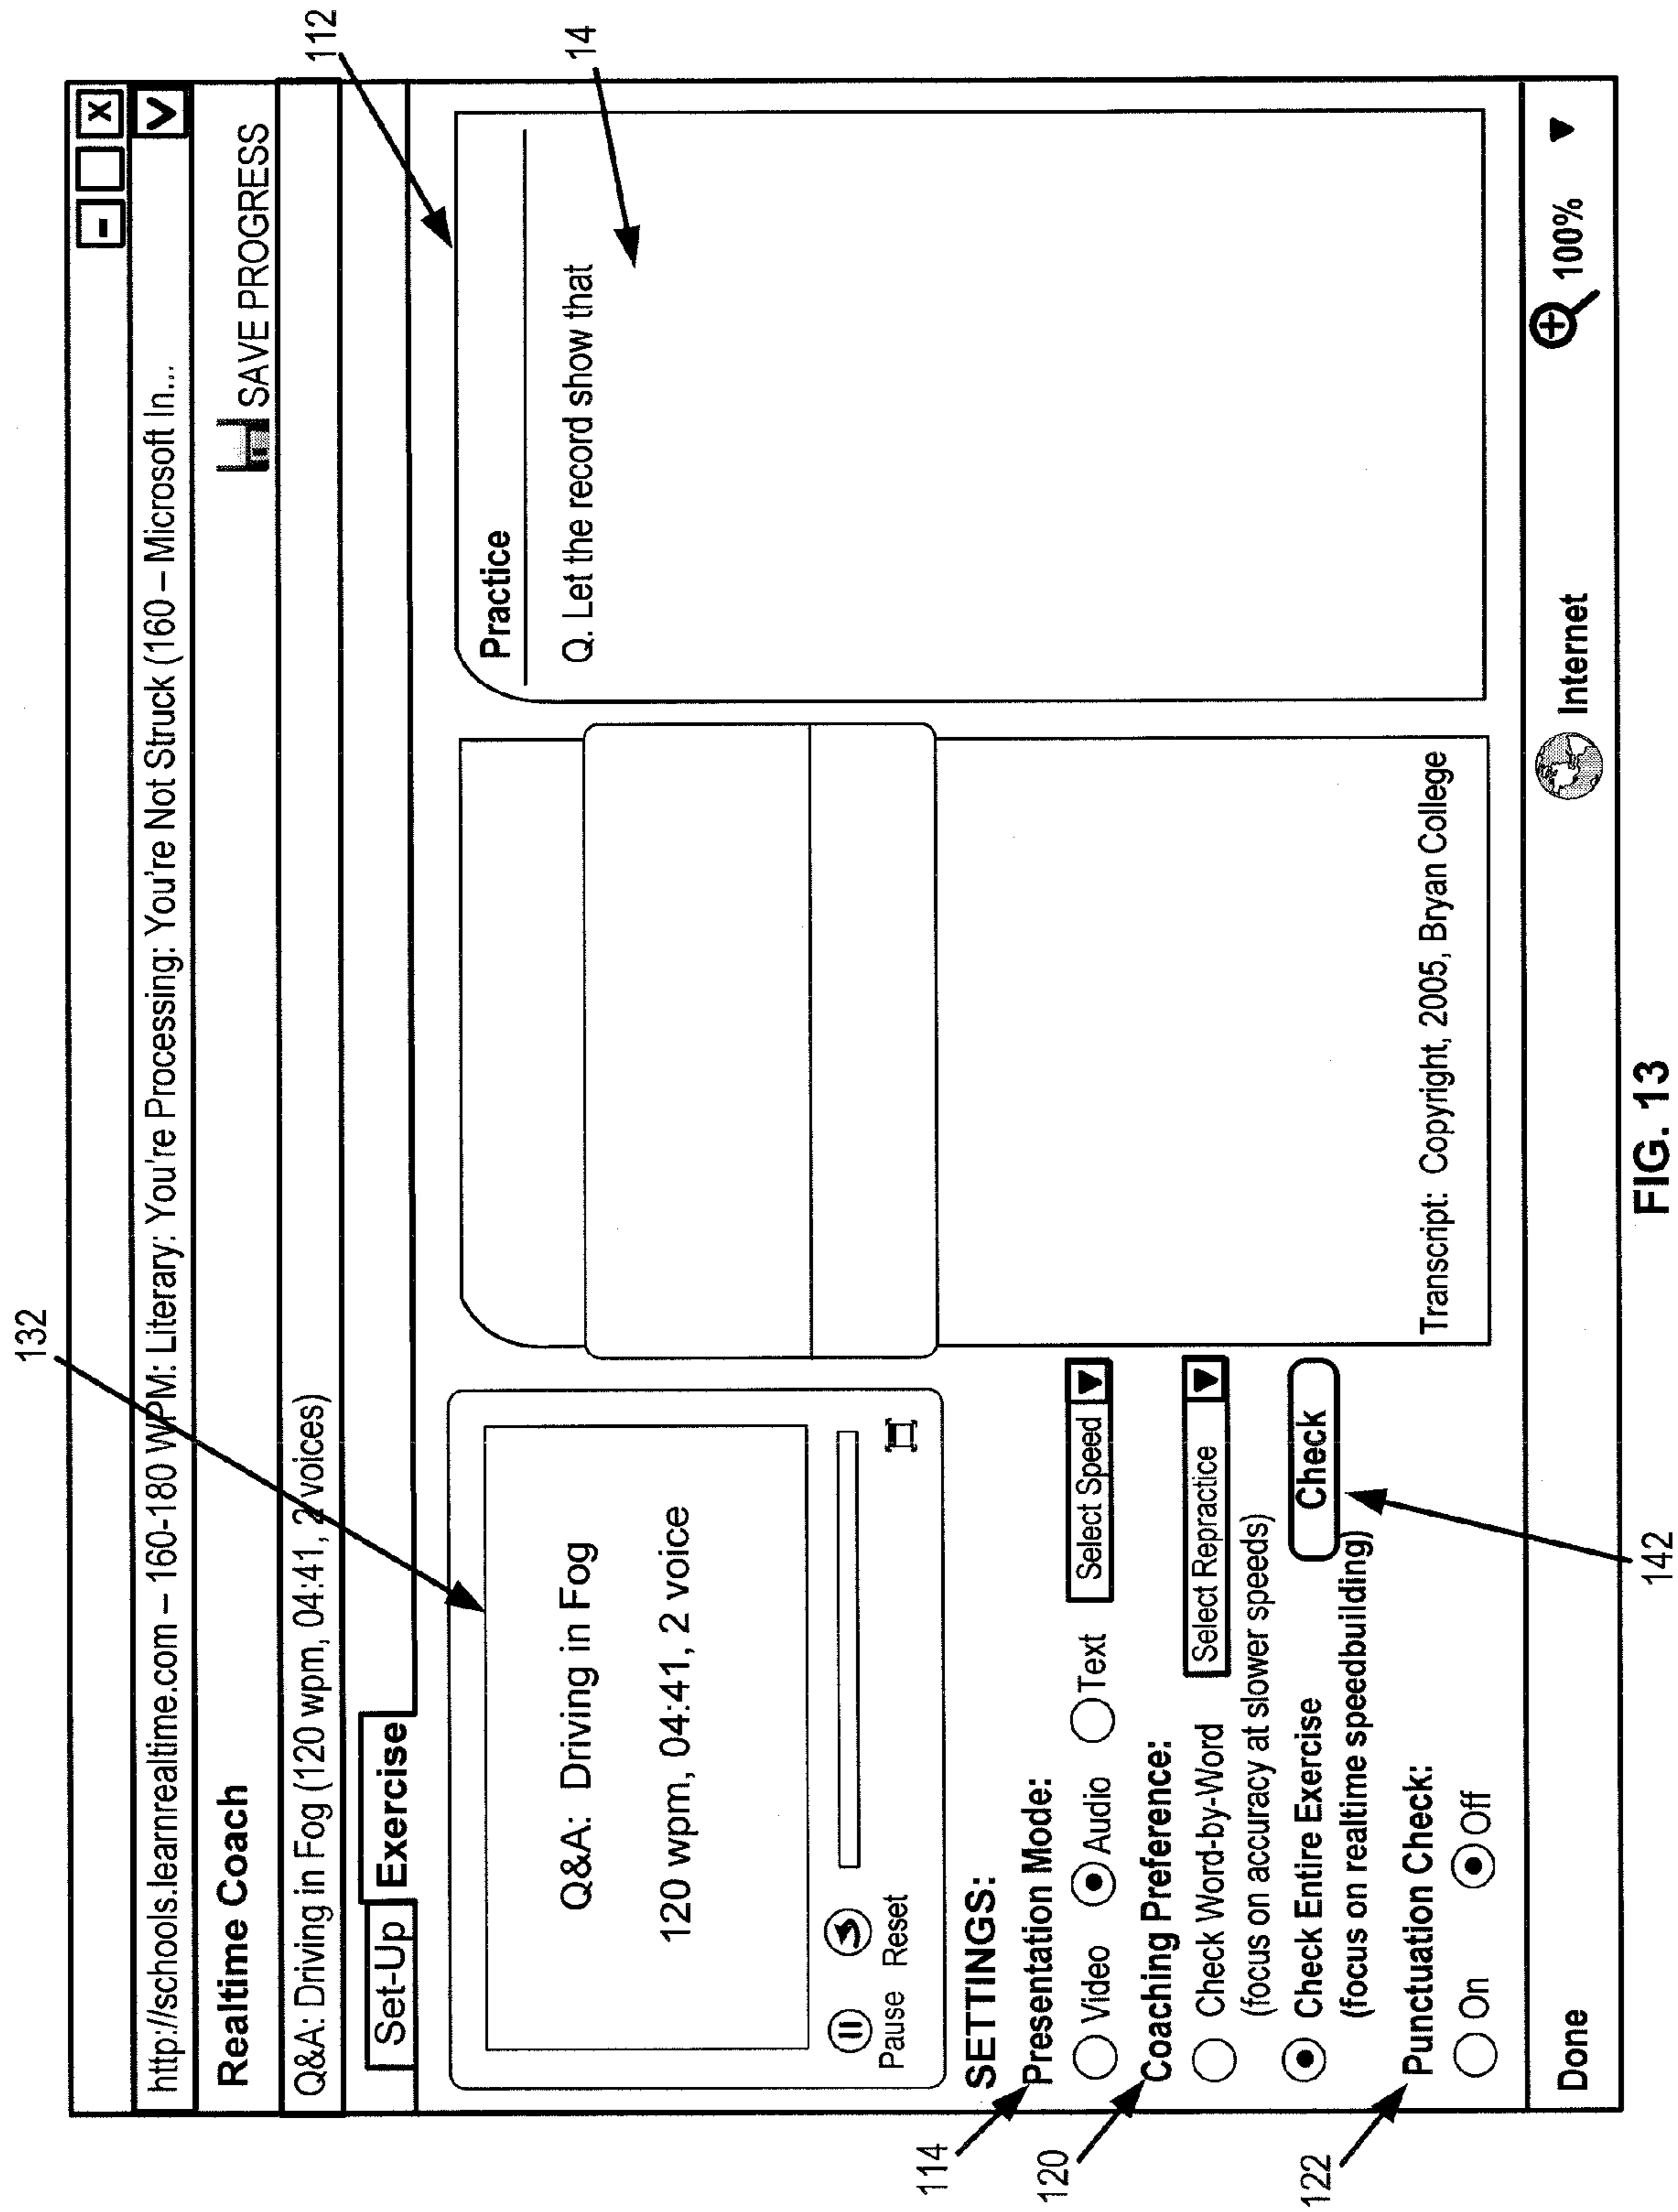 132
112
14
- X
http://schools.learnrealtime.com – 160-180 WPM: Literary: You're Processing: You're Not Struck (160 – Microsoft In...
Realtime Coach
SAVE PROGRESS
Q&A: Driving in Fog (120 wpm, 04:41, 2 voices)
Set-Up Exercise
Q&A: Driving in Fog
120 wpm, 04:41, 2 voice
Pause Reset
Practice
Q. Let the record show that
SETTINGS:
114
Presentation Mode:
Video Audio Text Select Speed
120
Coaching Preference:
Check Word-by-Word Select Repractice
(focus on accuracy at slower speeds)
Check Entire Exercise Check
(focus on realtime speedbuilding)
142
122
Punctuation Check:
On Off
Transcript: Copyright, 2005, Bryan College
Done Internet 100%
FIG. 13